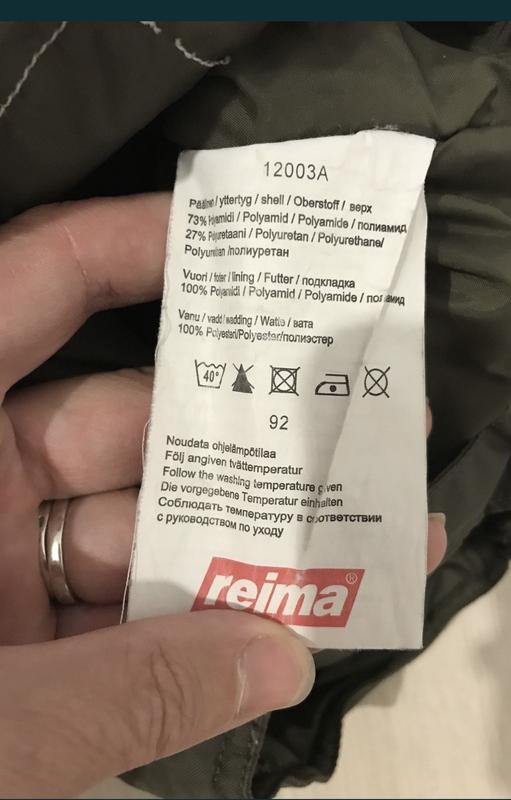 12003A
/ yttertyg / shell / Oberstoff / верх
73% Polyamidi / Polyamid / Polyamide / полиамид
27% Polyuretaani / Polyuretan / Polyurethane/
Polyuretan /полиуретан
Vuori / foder / lining / Futter / подкладка
100% Polyamidi / Polyamid / Polyamide / полиамид
Vanu / vadd / wadding / Watte / вата
100% Polyesteri/Polyester/полиэстер
40°
92
Noudata ohjelämpötilaa
Följ angiven tvättemperatur
Follow the washing temperature given
Die vorgegebene Temperatur einhalten
Соблюдать температуру в соответствии
с руководством по уходу
reima®